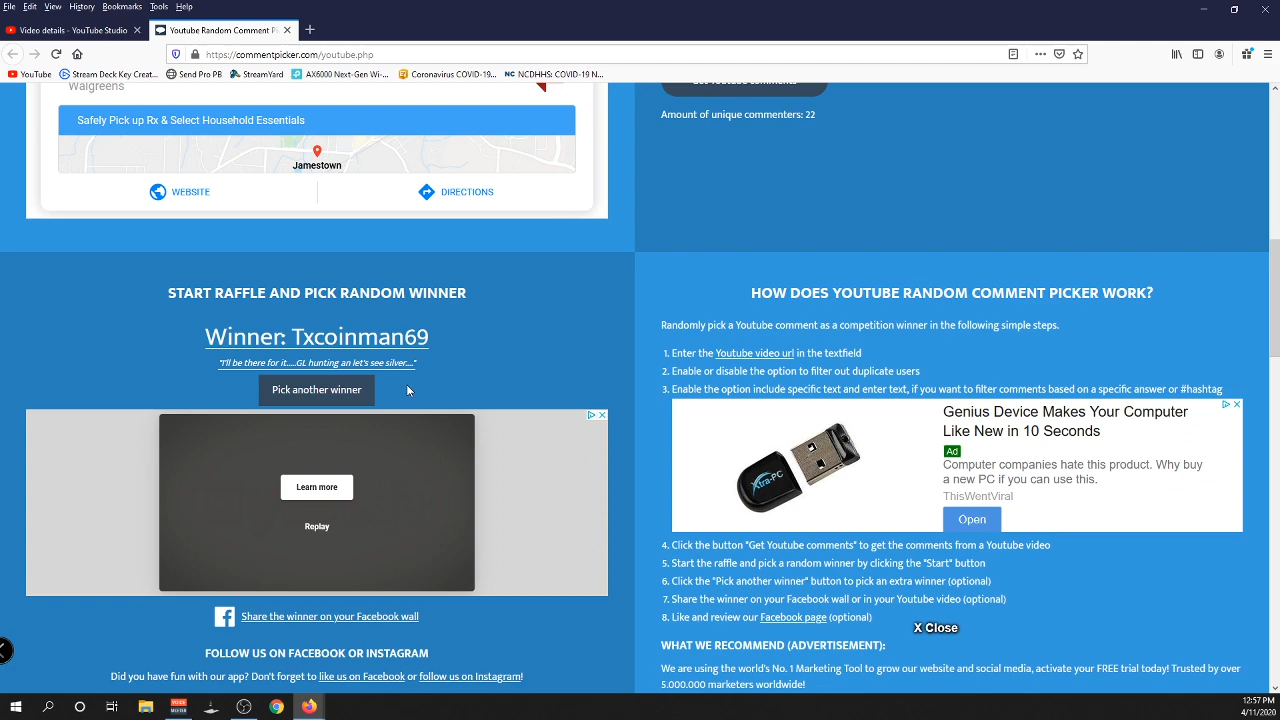 File Edit View History Bookmarks Tools Help
Video details - YouTube Studio
Youtube Random Comment Pi
https://commentpicker.com/youtube.php
YouTube Stream Deck Key Creat... Send Pro PB StreamYard AX6000 Next-Gen Wi-... Coronavirus COVID-19... NCDHHS: COVID-19 N...
Walgreens
Safely Pick up Rx & Select Household Essentials
Jamestown
WEBSITE DIRECTIONS
Amount of unique commenters: 22
START RAFFLE AND PICK RANDOM WINNER
Winner: Txcoinman69
"I'll be there for it.....GL hunting an let's see silver...."
Pick another winner
Learn more
Replay
Share the winner on your Facebook wall
FOLLOW US ON FACEBOOK OR INSTAGRAM
Did you have fun with our app? Don't forget to like us on Facebook or follow us on Instagram!
HOW DOES YOUTUBE RANDOM COMMENT PICKER WORK?
Randomly pick a Youtube comment as a competition winner in the following simple steps.
1. Enter the Youtube video url in the textfield
2. Enable or disable the option to filter out duplicate users
3. Enable the option include specific text and enter text, if you want to filter comments based on a specific answer or #hashtag
Xtra-PC
Genius Device Makes Your Computer
Like New in 10 Seconds
Ad
Computer companies hate this product. Why buy
a new PC if you can use this.
ThisWentViral
Open
4. Click the button "Get Youtube comments" to get the comments from a Youtube video
5. Start the raffle and pick a random winner by clicking the "Start" button
6. Click the "Pick another winner" button to pick an extra winner (optional)
7. Share the winner on your Facebook wall or in your Youtube video (optional)
8. Like and review our Facebook page (optional)
X Close
WHAT WE RECOMMEND (ADVERTISEMENT):
We are using the world's No. 1 Marketing Tool to grow our website and social media, activate your FREE trial today! Trusted by over
5.000.000 marketers worldwide!
VOICE
MEETER
12:57 PM
4/11/2020